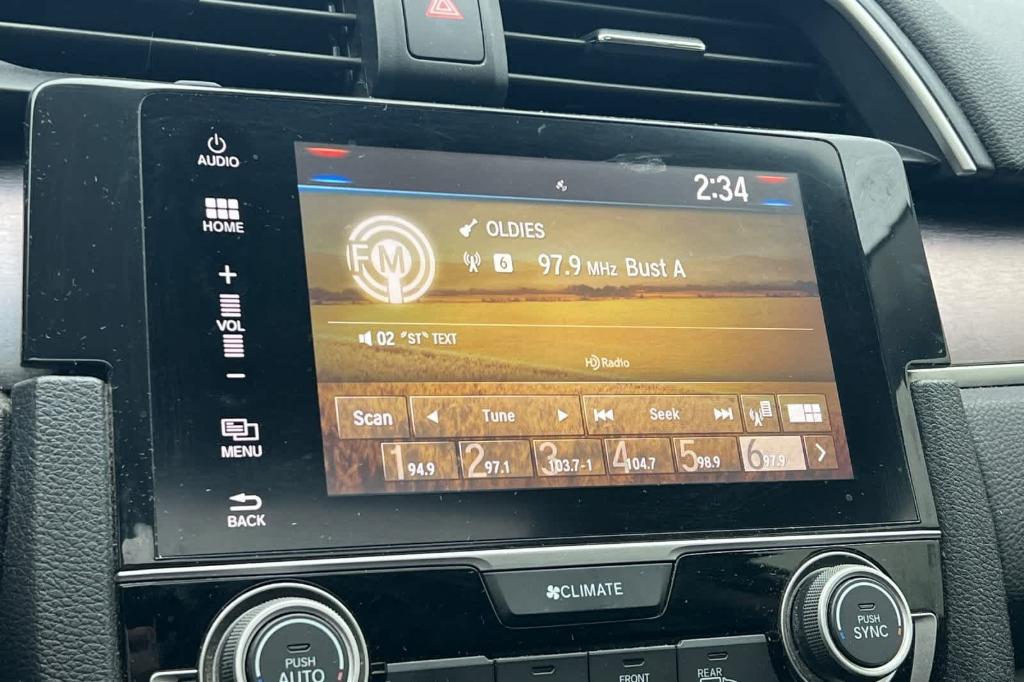 AUDIO
HOME
+
VOL
−
MENU
BACK
2:34
FM
OLDIES
6 97.9 MHz Bust A
02 "ST" TEXT
HD Radio
Scan Tune Seek
1 94.9 2 97.1 3 103.7-1 4 104.7 5 98.9 6 97.9
CLIMATE
PUSH
AUTO
PUSH
SYNC
FRONT
REAR